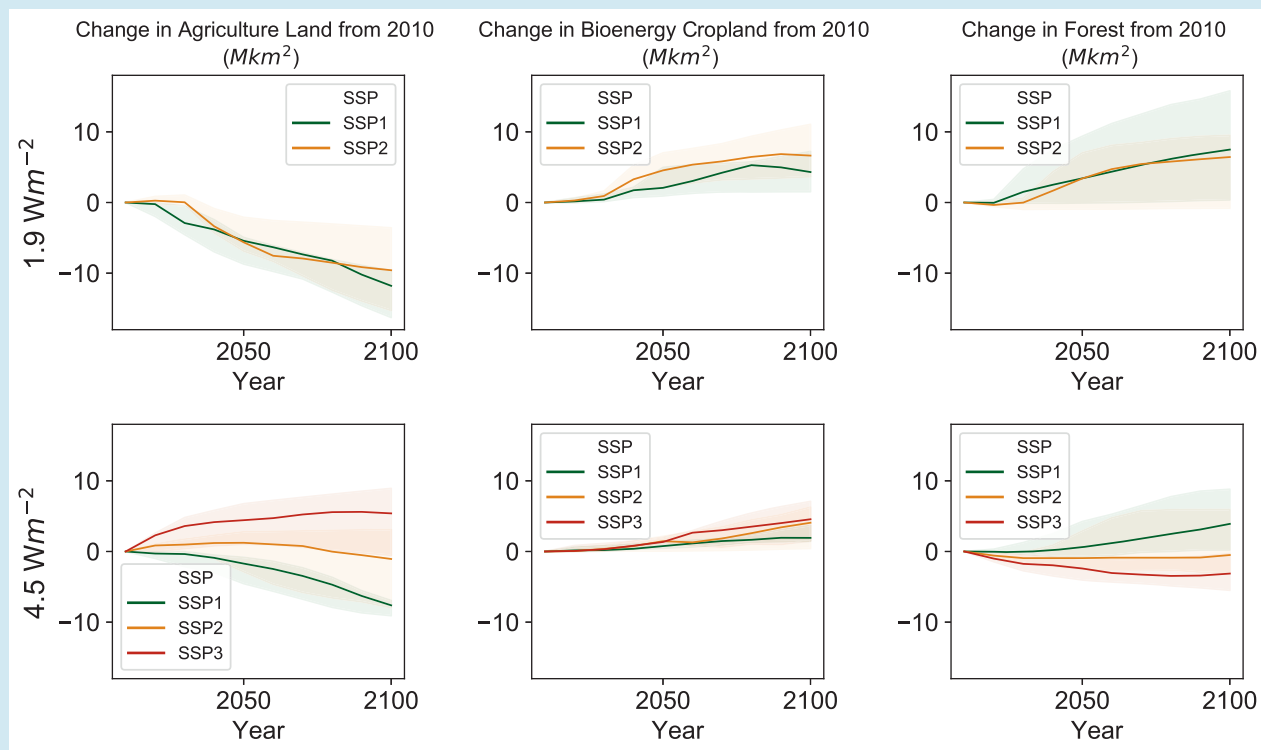 Change in Agriculture Land from 2010
(Mkm²)
Change in Bioenergy Cropland from 2010
(Mkm²)
Change in Forest from 2010
(Mkm²)
1.9 Wm⁻²
10
0
−10
SSP
SSP1
SSP2
2050
2100
Year
SSP
SSP1
SSP2
10
0
−10
2050
2100
Year
SSP
SSP1
SSP2
10
0
−10
2050
2100
Year
4.5 Wm⁻²
10
0
−10
SSP
SSP1
SSP2
SSP3
2050
2100
Year
10
0
−10
SSP
SSP1
SSP2
SSP3
2050
2100
Year
10
0
−10
SSP
SSP1
SSP2
SSP3
2050
2100
Year